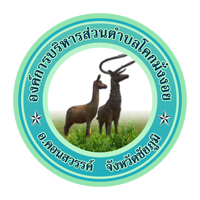 องค์การบริหารส่วนตำบลโคกมั่งงอย
อ.คอนสวรรค์ จังหวัดชัยภูมิ